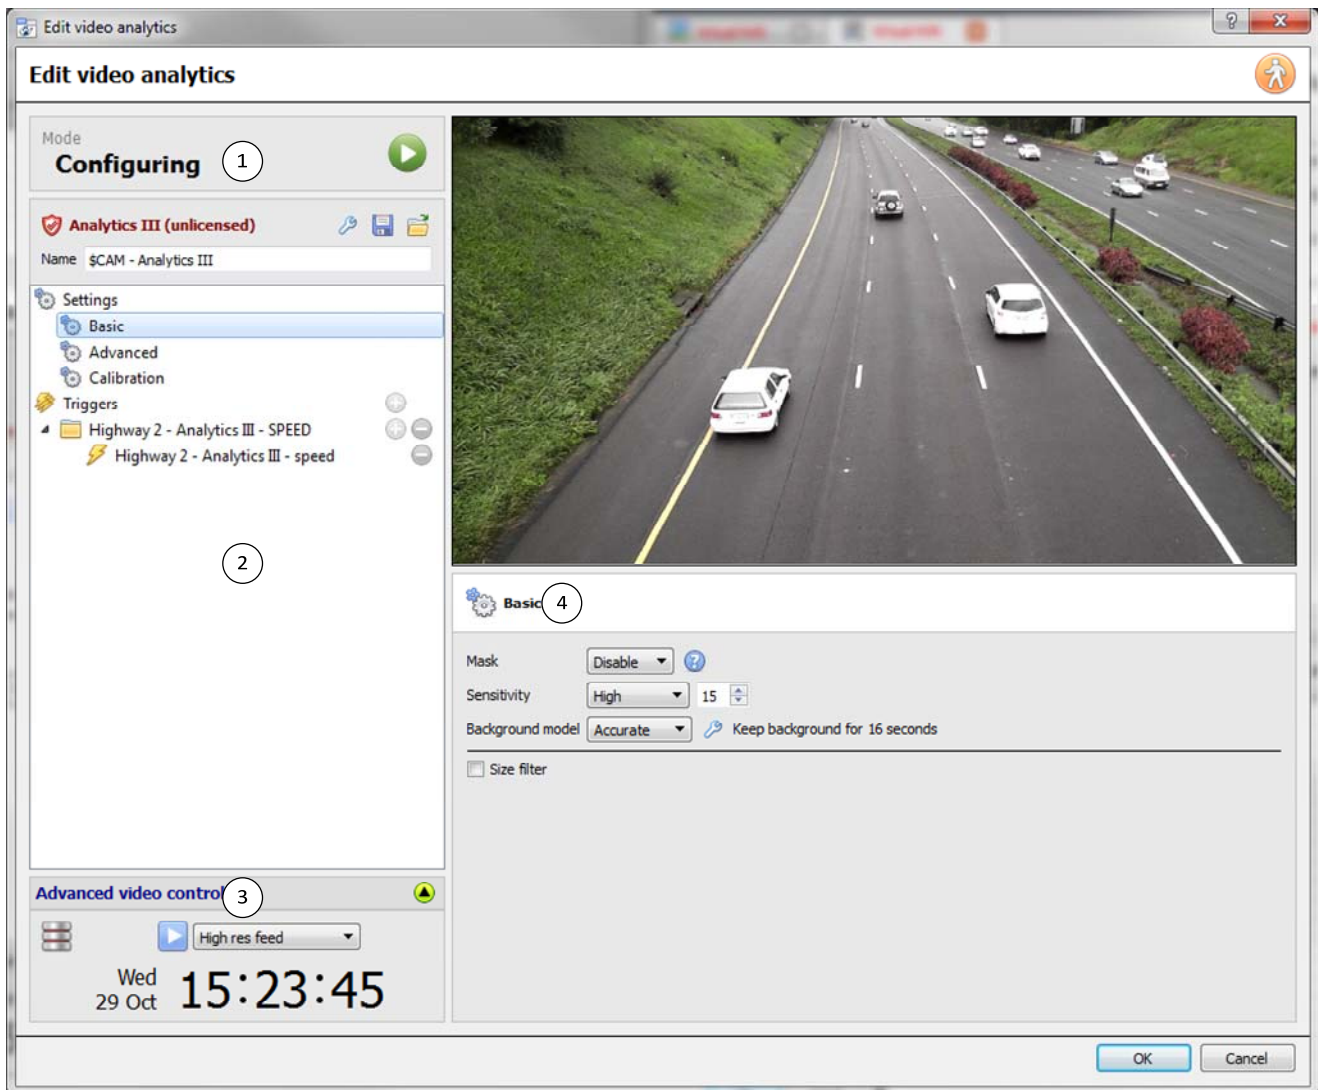 Edit video analytics
?
Edit video analytics
Mode
Configuring
1
Analytics III (unlicensed)
Name $CAM - Analytics III
Settings
Basic
Advanced
Calibration
Triggers
Highway 2 - Analytics III - SPEED
Highway 2 - Analytics III - speed
2
Advanced video control
3
High res feed
Wed
29 Oct
15:23:45
Basic
4
Mask Disable ?
Sensitivity High 15
Background model Accurate Keep background for 16 seconds
Size filter
OK Cancel